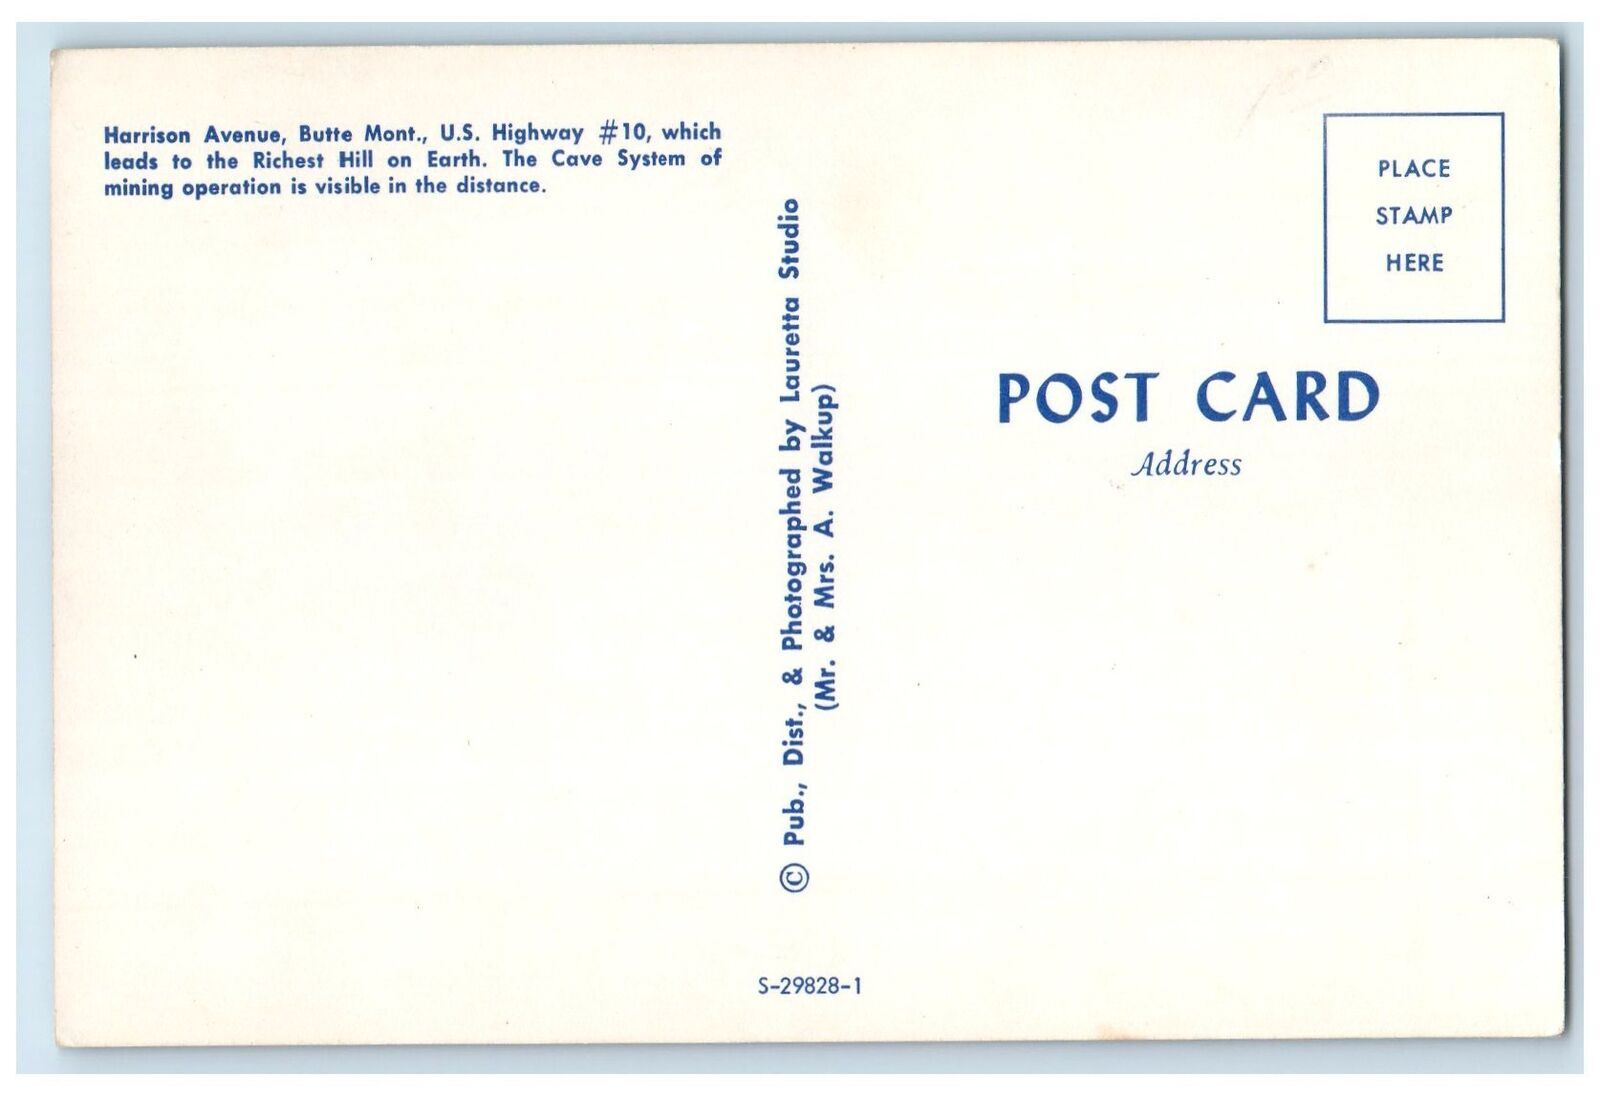 Harrison Avenue, Butte Mont., U.S. Highway #10, which
leads to the Richest Hill on Earth. The Cave System of
mining operation is visible in the distance.
© Pub., Dist., & Photographed by Lauretta Studio
(Mr. & Mrs. A. Walkup)
S-29828-1
PLACE
STAMP
HERE
POST CARD
Address